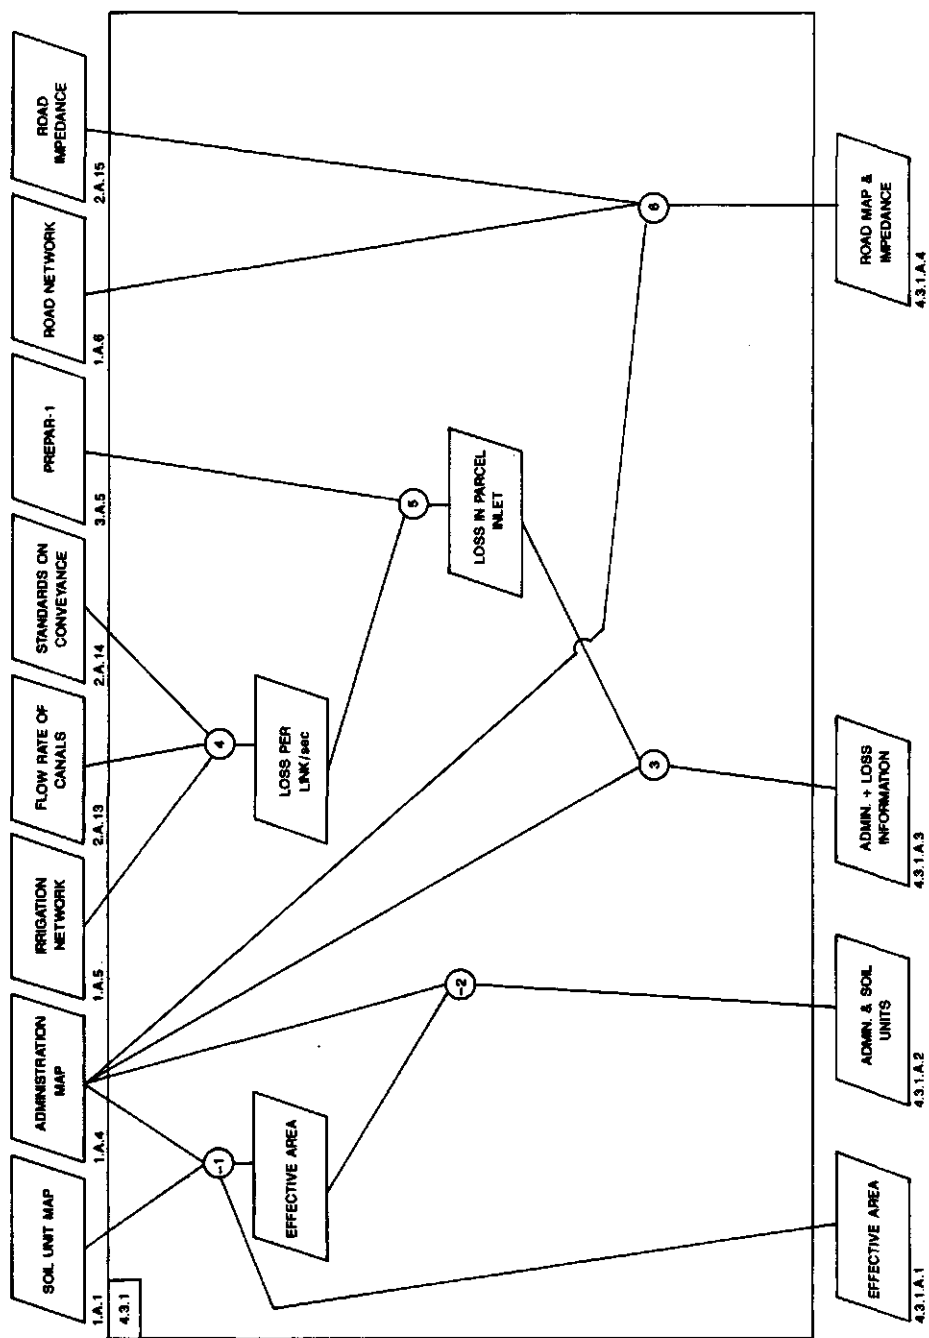 SOIL UNIT MAP
1.A.1
ADMINISTRATION
MAP
1.A.4
IRRIGATION
NETWORK
1.A.5
FLOW RATE OF
CANALS
2.A.13
STANDARDS ON
CONVEYANCE
2.A.14
PREPAR-1
3.A.5
ROAD NETWORK
1.A.6
ROAD
IMPEDANCE
2.A.15
4.3.1
--1
4
EFFECTIVE AREA
LOSS PER
LINK/sec
5
-2
LOSS IN PARCEL
INLET
3
6
EFFECTIVE AREA
4.3.1.A.1
ADMIN. & SOIL
UNITS
4.3.1.A.2
ADMIN. + LOSS
INFORMATION
4.3.1.A.3
ROAD MAP &
IMPEDANCE
4.3.1.A.4